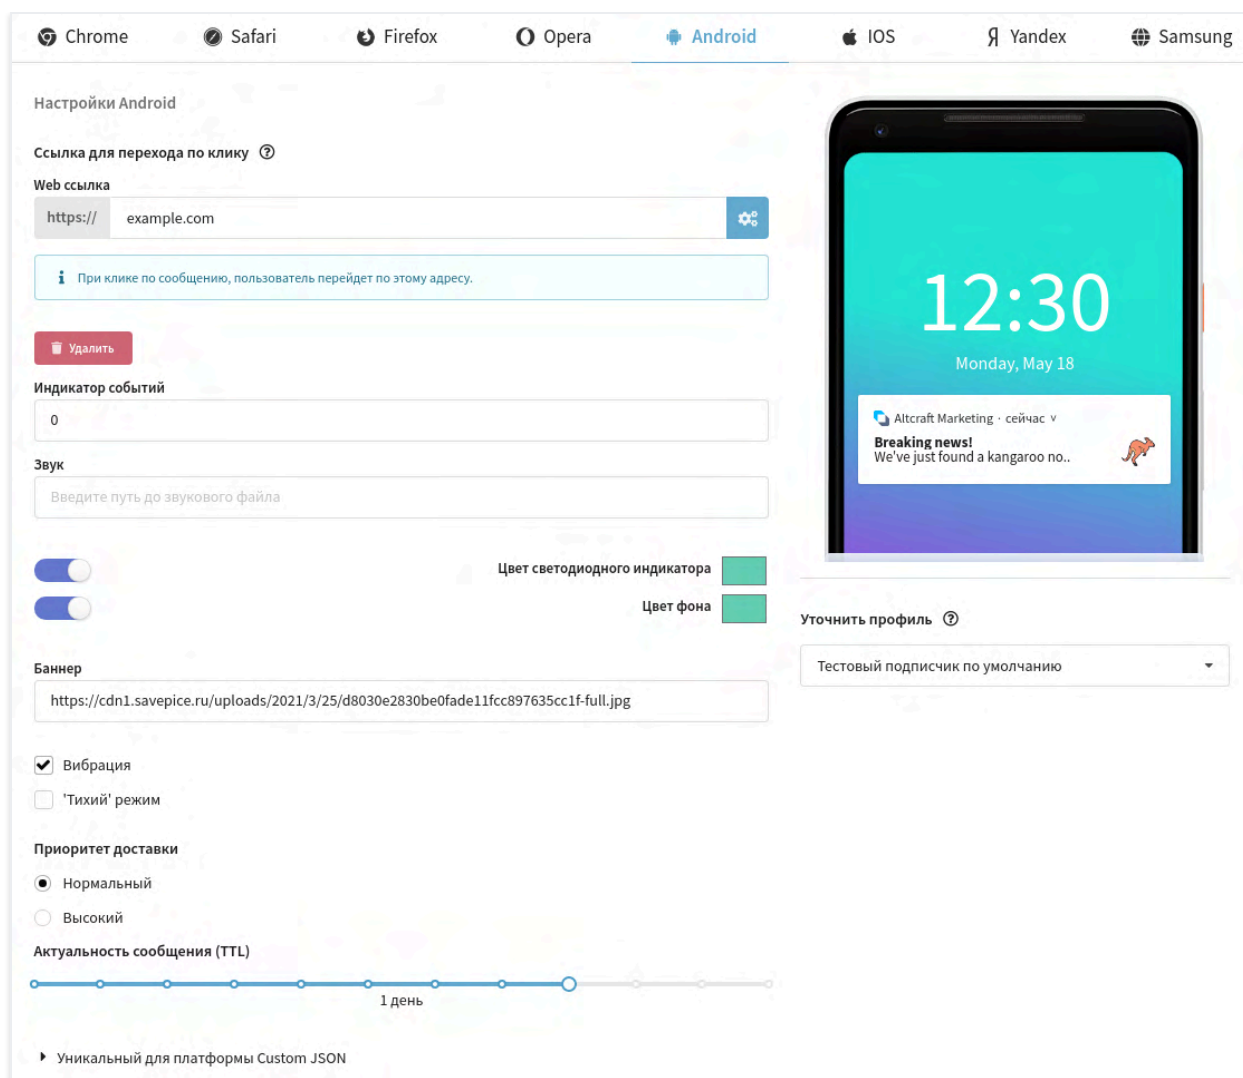 Chrome Safari Firefox Opera Android IOS Yandex Samsung
Настройки Android
Ссылка для перехода по клику
Web ссылка
https:// example.com
При клике по сообщению, пользователь перейдет по этому адресу.
Удалить
Индикатор событий
0
Звук
Введите путь до звукового файла
Цвет светодиодного индикатора
Цвет фона
Баннер
https://cdn1.savepice.ru/uploads/2021/3/25/d8030e2830be0fade11fcc897635cc1f-full.jpg
Вибрация
'Тихий' режим
Приоритет доставки
Нормальный
Высокий
Актуальность сообщения (TTL)
1 день
Уникальный для платформы Custom JSON
12:30
Monday, May 18
Altcraft Marketing · сейчас
Breaking news!
We've just found a kangaroo no..
Уточнить профиль
Тестовый подписчик по умолчанию